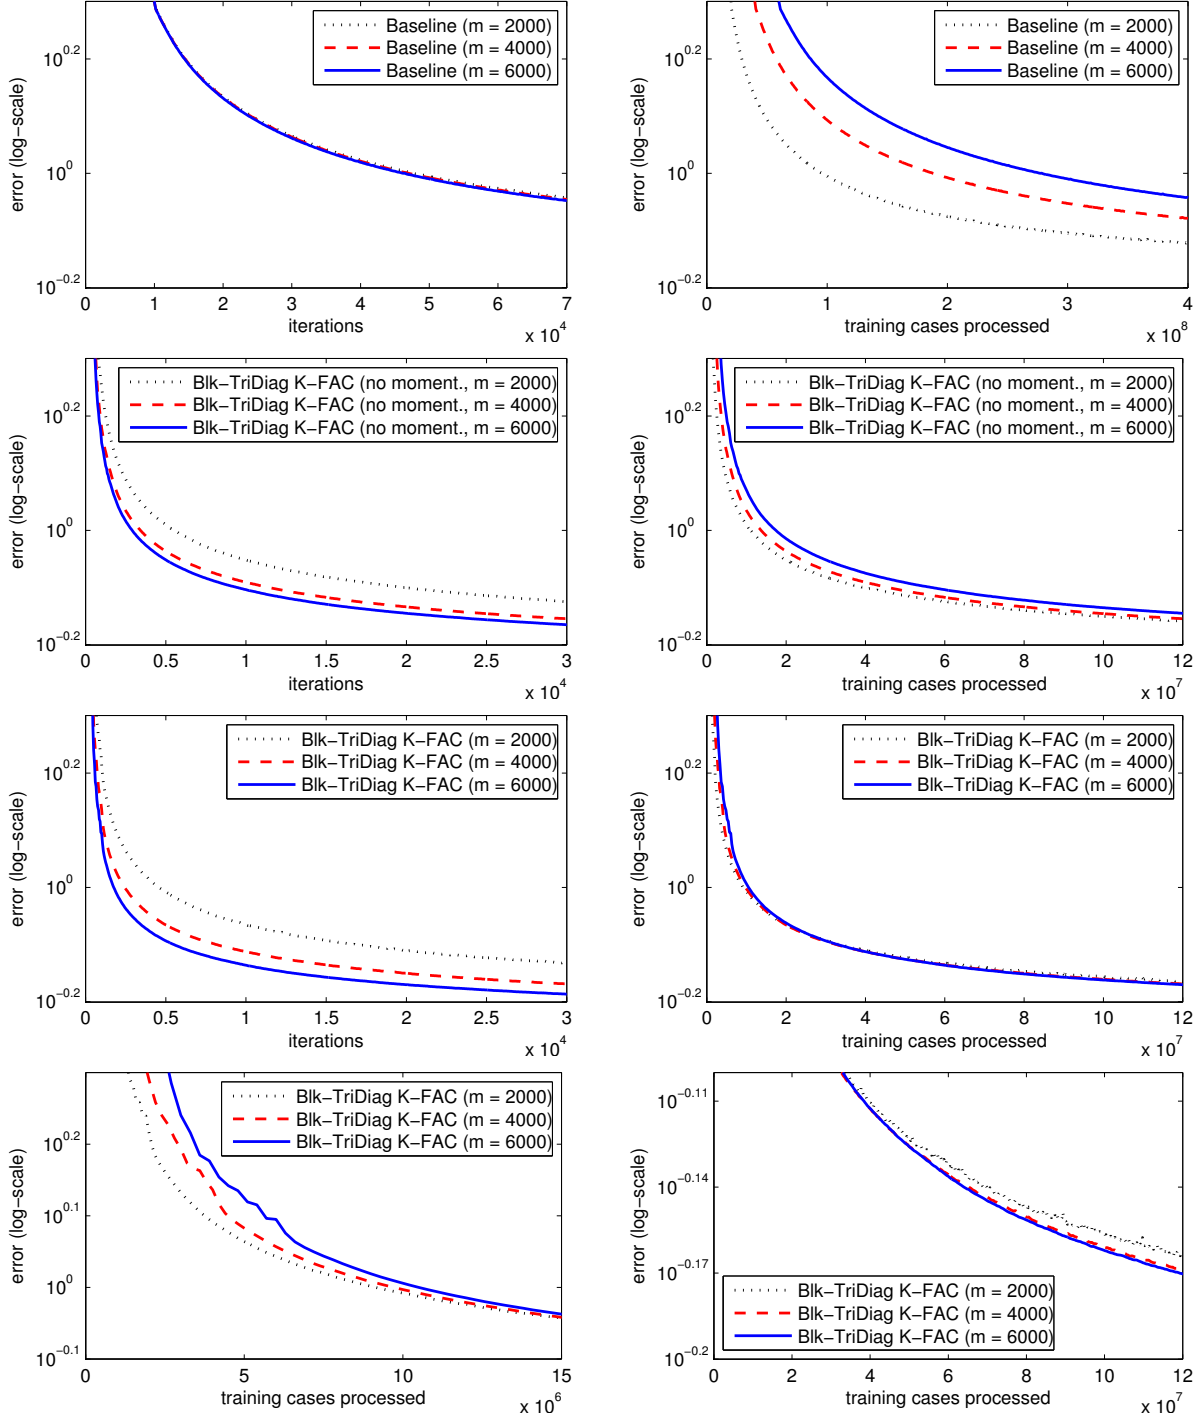 error (log−scale)
10^0.2
10^0
10^−0.2
Baseline (m = 2000)
Baseline (m = 4000)
Baseline (m = 6000)
0 1 2 3 4 5 6 7
iterations
x 10^4
error (log−scale)
10^0.2
10^0
10^−0.2
Baseline (m = 2000)
Baseline (m = 4000)
Baseline (m = 6000)
0 1 2 3 4
training cases processed
x 10^8
error (log−scale)
10^0.2
10^0
10^−0.2
Blk−TriDiag K−FAC (no moment., m = 2000)
Blk−TriDiag K−FAC (no moment., m = 4000)
Blk−TriDiag K−FAC (no moment., m = 6000)
0 0.5 1 1.5 2 2.5 3
iterations
x 10^4
error (log−scale)
10^0.2
10^0
10^−0.2
Blk−TriDiag K−FAC (no moment., m = 2000)
Blk−TriDiag K−FAC (no moment., m = 4000)
Blk−TriDiag K−FAC (no moment., m = 6000)
0 2 4 6 8 10 12
training cases processed
x 10^7
error (log−scale)
10^0.2
10^0
10^−0.2
Blk−TriDiag K−FAC (m = 2000)
Blk−TriDiag K−FAC (m = 4000)
Blk−TriDiag K−FAC (m = 6000)
0 0.5 1 1.5 2 2.5 3
iterations
x 10^4
error (log−scale)
10^0.2
10^0
10^−0.2
Blk−TriDiag K−FAC (m = 2000)
Blk−TriDiag K−FAC (m = 4000)
Blk−TriDiag K−FAC (m = 6000)
0 2 4 6 8 10 12
training cases processed
x 10^7
error (log−scale)
10^0.2
10^0.1
10^0
10^−0.1
Blk−TriDiag K−FAC (m = 2000)
Blk−TriDiag K−FAC (m = 4000)
Blk−TriDiag K−FAC (m = 6000)
0 5 10 15
training cases processed
x 10^6
error (log−scale)
10^−0.11
10^−0.14
10^−0.17
10^−0.2
Blk−TriDiag K−FAC (m = 2000)
Blk−TriDiag K−FAC (m = 4000)
Blk−TriDiag K−FAC (m = 6000)
0 2 4 6 8 10 12
training cases processed
x 10^7